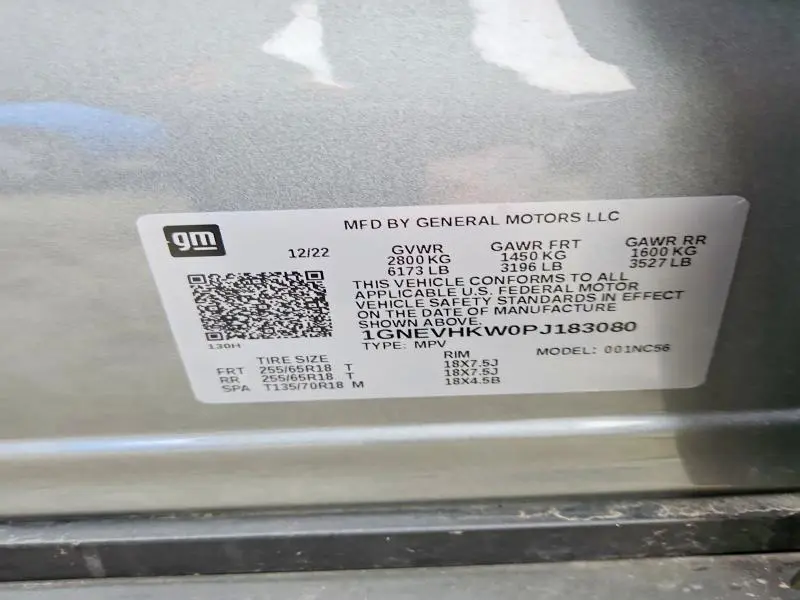 gm
MFD BY GENERAL MOTORS LLC
12/22
GVWR GAWR FRT GAWR RR
2800 KG 1450 KG 1600 KG
6173 LB 3196 LB 3527 LB
THIS VEHICLE CONFORMS TO ALL
APPLICABLE U.S. FEDERAL MOTOR
VEHICLE SAFETY STANDARDS IN EFFECT
ON THE DATE OF MANUFACTURE
SHOWN ABOVE.
1GNEVHKW0PJ183080
130H
TYPE: MPV MODEL: 001NC56
TIRE SIZE RIM
FRT 255/65R18 T 18X7.5J
RR 255/65R18 T 18X7.5J
SPA T135/70R18 M 18X4.5B